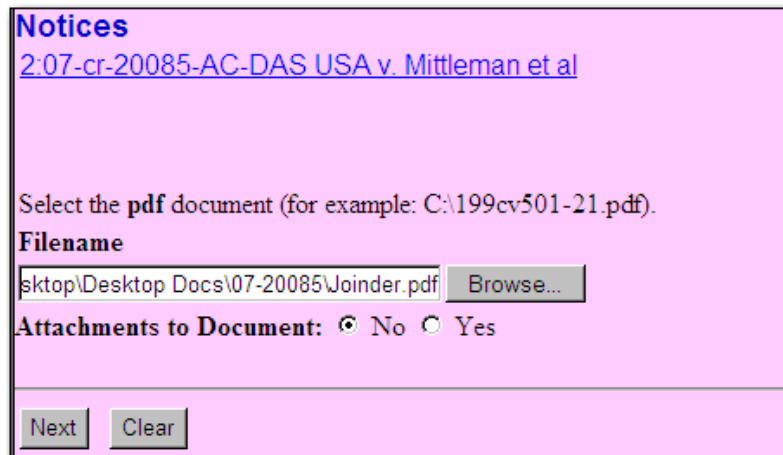 Notices
2:07-cr-20085-AC-DAS USA v. Mittleman et al
Select the pdf document (for example: C:\199cv501-21.pdf).
Filename
sktop\Desktop Docs\07-20085\Joinder.pdf Browse...
Attachments to Document: No Yes
Next Clear